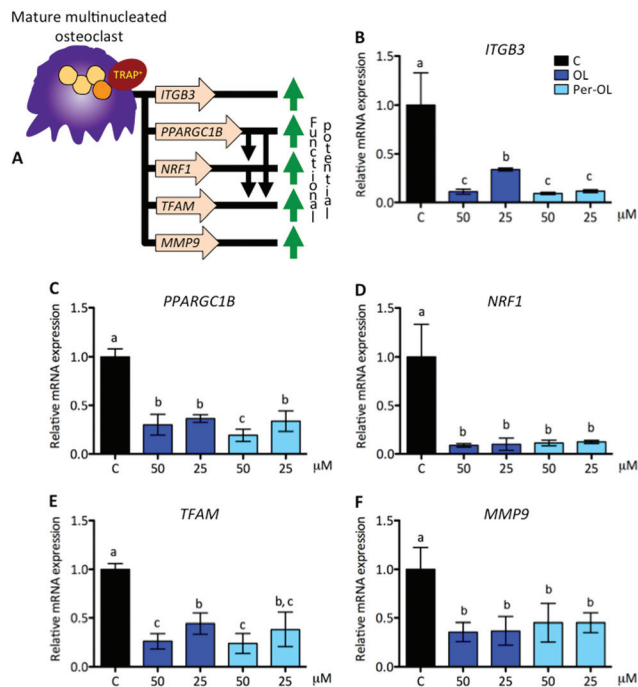 Mature multinucleated
osteoclast
TRAP⁺
A
ITGB3
PPARGC1B
NRF1
TFAM
MMP9
Functional
potential
B
ITGB3
Relative mRNA expression
1.5
1.0
0.5
0.0
a
c
b
c
c
C
OL
Per-OL
C 50 25 50 25 μM
C
PPARGC1B
Relative mRNA expression
1.5
1.0
0.5
0.0
a
b
b
c
b
C 50 25 50 25 μM
D
NRF1
Relative mRNA expression
1.5
1.0
0.5
0.0
a
b
b
b
b
C 50 25 50 25 μM
E
TFAM
Relative mRNA expression
1.5
1.0
0.5
0.0
a
c
b
c
b,c
C 50 25 50 25 μM
F
MMP9
Relative mRNA expression
1.5
1.0
0.5
0.0
a
b
b
b
b
C 50 25 50 25 μM